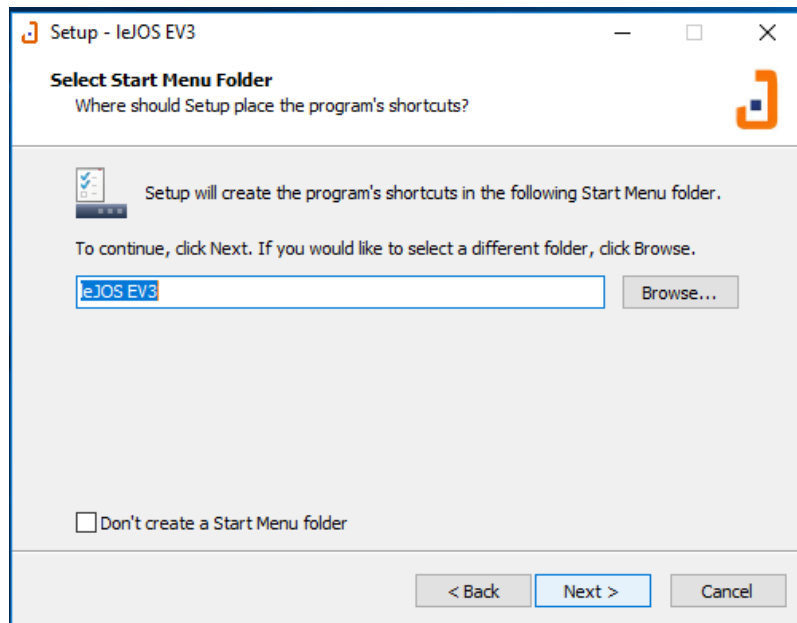 Setup - leJOS EV3
Select Start Menu Folder
Where should Setup place the program's shortcuts?
Setup will create the program's shortcuts in the following Start Menu folder.
To continue, click Next. If you would like to select a different folder, click Browse.
leJOS EV3
Browse...
Don't create a Start Menu folder
< Back
Next >
Cancel